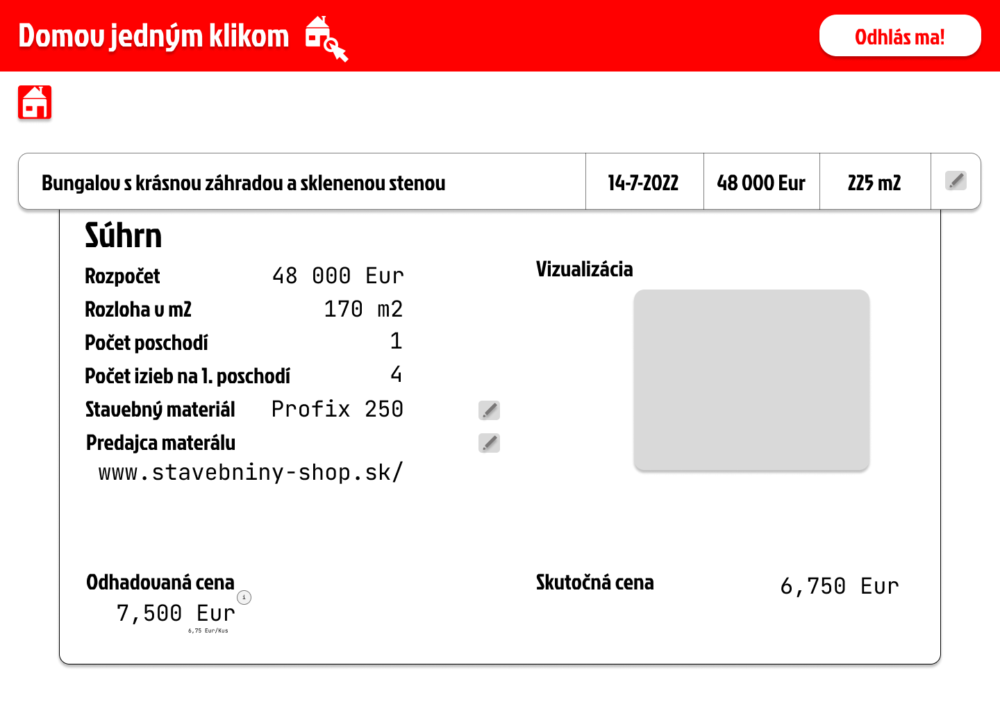 Domov jedným klikom
Odhlás ma!
Bungalov s krásnou záhradou a sklenenou stenou
14-7-2022
48 000 Eur
225 m2
Súhrn
Rozpočet 48 000 Eur
Rozloha v m2 170 m2
Počet poschodí 1
Počet izieb na 1. poschodí 4
Stavebný materiál Profix 250
Predajca materálu
www.stavebniny-shop.sk/
Vizualizácia
Odhadovaná cena
i
7,500 Eur
6,75 Eur/Kus
Skutočná cena 6,750 Eur